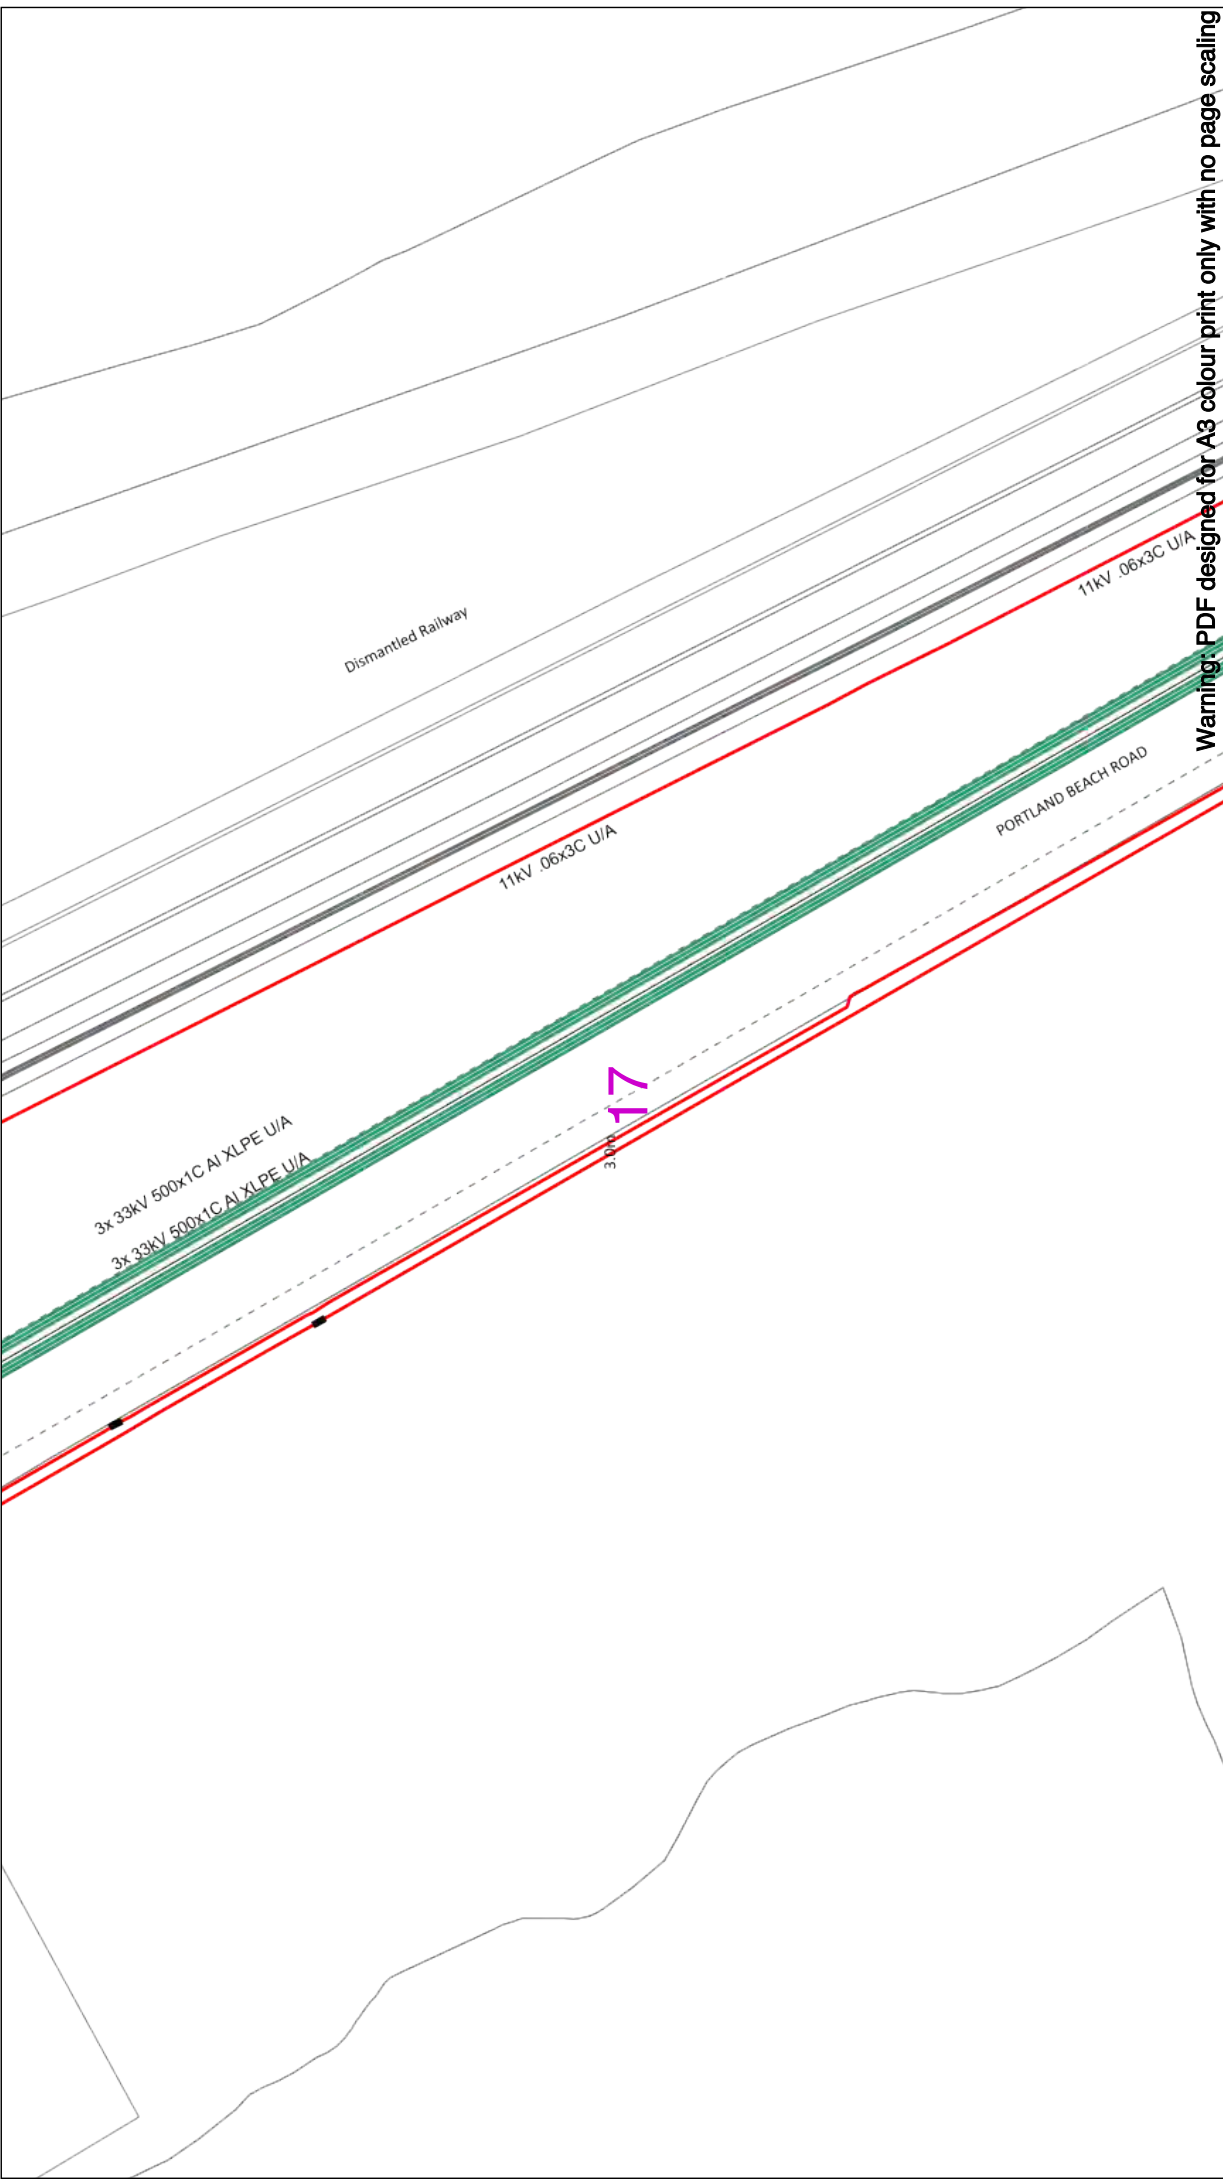 Warning: PDF designed for A3 colour print only with no page scaling
Dismantled Railway
11kV .06x3C U/A
11kV .06x3C U/A
PORTLAND BEACH ROAD
17
3.0m
3x 33kV 500x1C Al XLPE U/A
3x 33kV 500x1C Al XLPE U/A